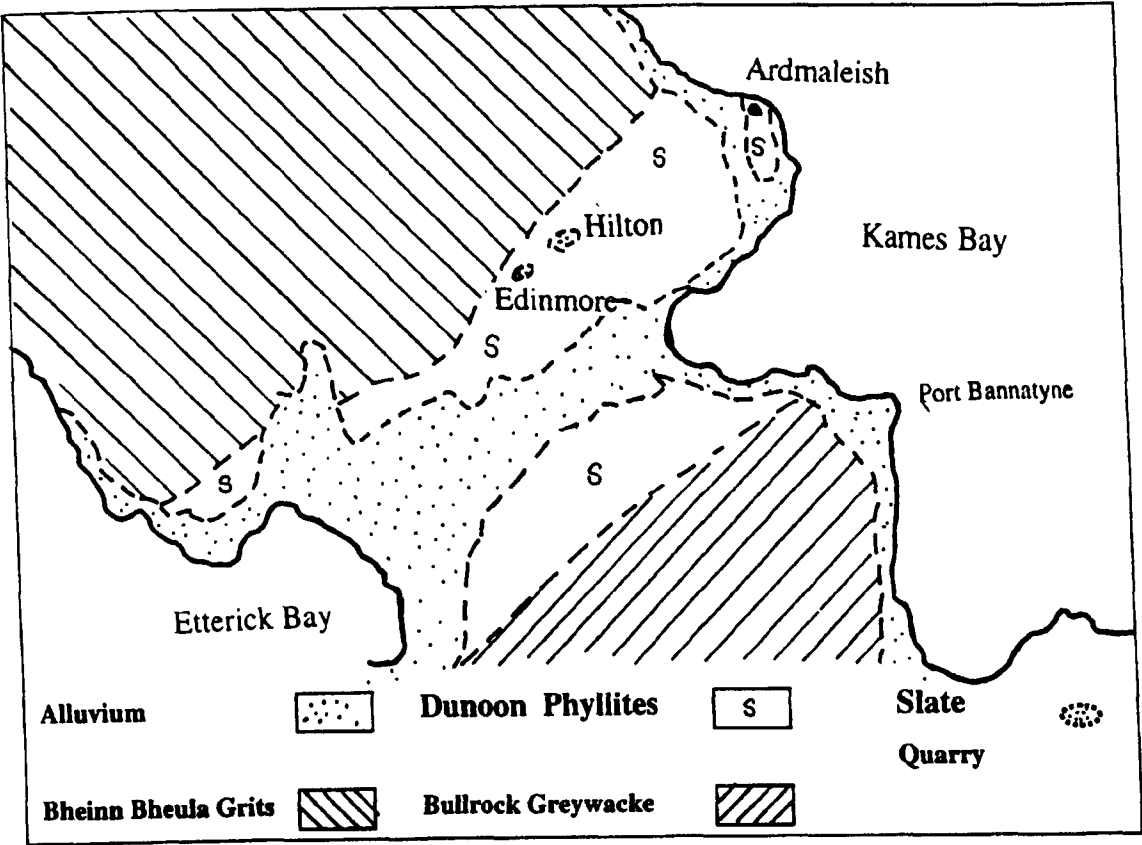 Ardmaleish
S
S
Hilton
Kames Bay
Edinmore
S
Port Bannatyne
S
S
Etterick Bay
Alluvium
Dunoon Phyllites
S
Slate
Quarry
Bheinn Bheula Grits
Bullrock Greywacke